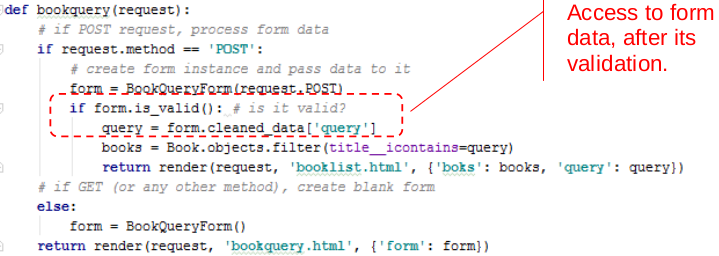 def bookquery(request):
    # if POST request, process form data
    if request.method == 'POST':
        # create form instance and pass data to it
        form = BookQueryForm(request.POST)
        if form.is_valid(): # is it valid?
            query = form.cleaned_data['query']
            books = Book.objects.filter(title__icontains=query)
            return render(request, 'booklist.html', {'boks': books, 'query': query})
    # if GET (or any other method), create blank form
    else:
        form = BookQueryForm()
    return render(request, 'bookquery.html', {'form': form})
Access to form
data, after its
validation.